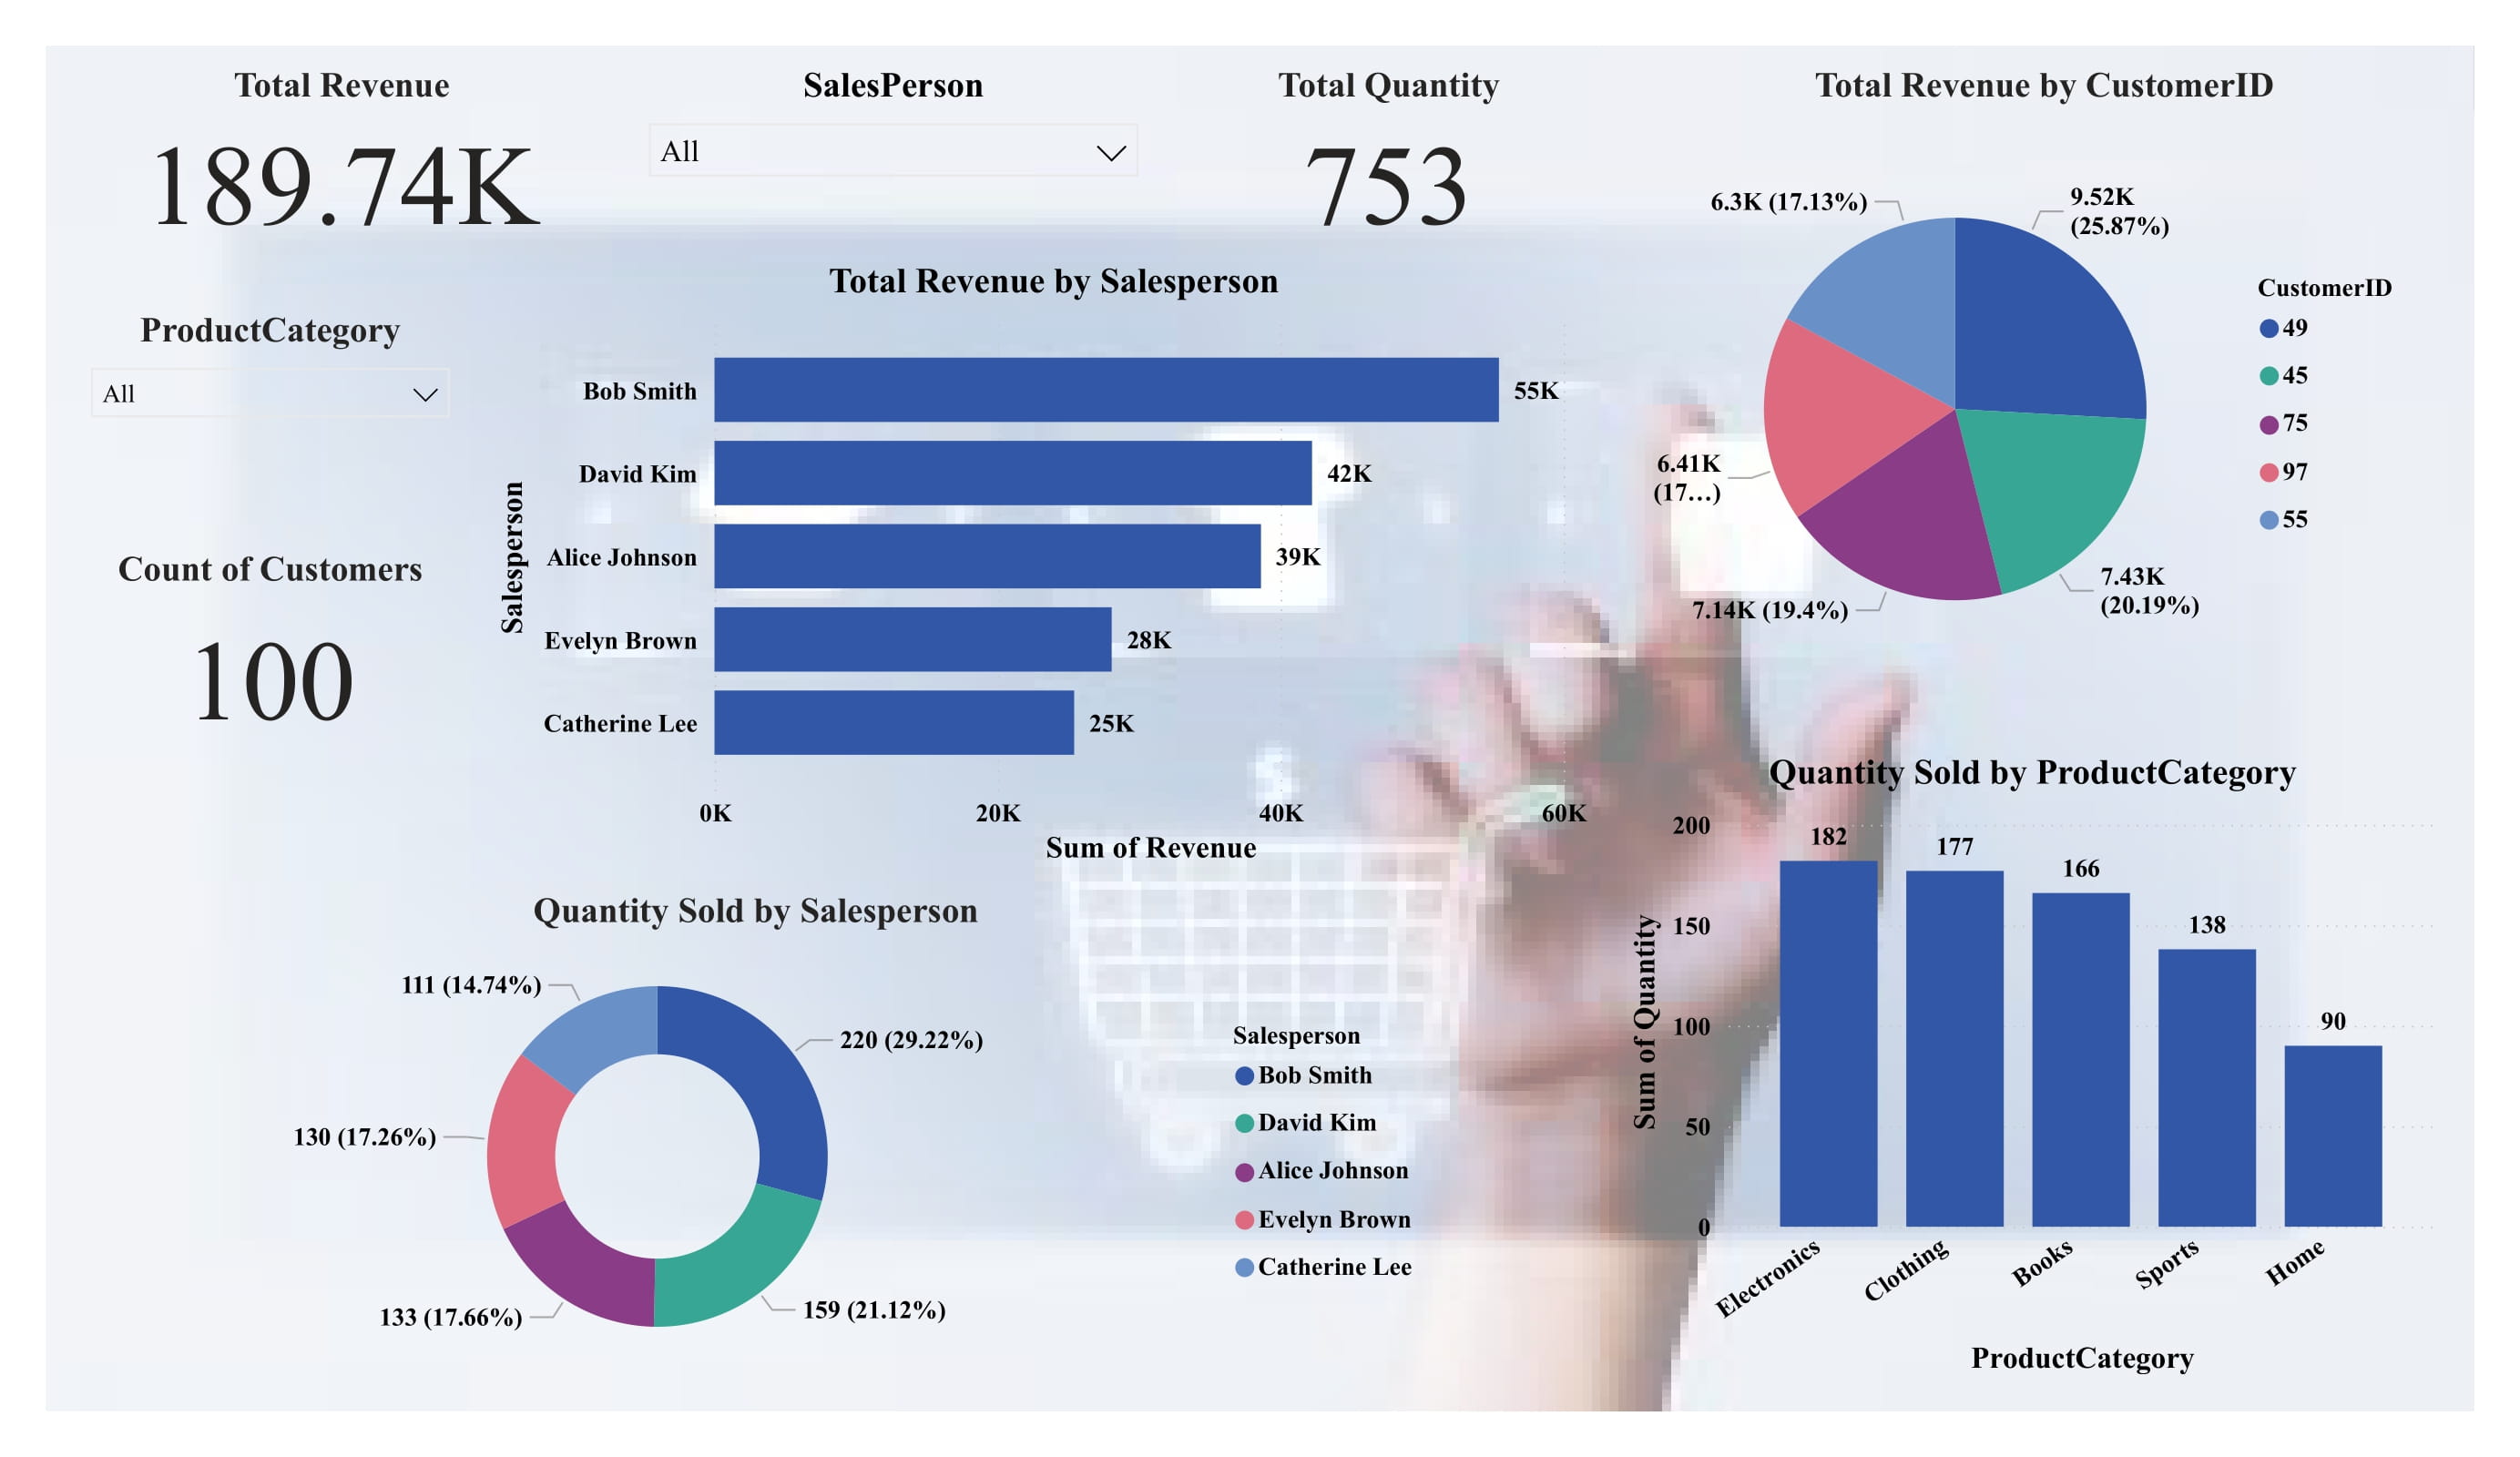 Total Revenue
189.74K
SalesPerson
All
Total Quantity
753
Total Revenue by CustomerID
6.3K (17.13%)
9.52K
(25.87%)
6.41K
(17…)
7.14K (19.4%)
7.43K
(20.19%)
CustomerID
49
45
75
97
55
ProductCategory
All
Count of Customers
100
Total Revenue by Salesperson
Salesperson
Bob Smith
55K
David Kim
42K
Alice Johnson
39K
Evelyn Brown
28K
Catherine Lee
25K
0K
20K
40K
60K
Sum of Revenue
Quantity Sold by Salesperson
111 (14.74%)
220 (29.22%)
130 (17.26%)
133 (17.66%)
159 (21.12%)
Salesperson
Bob Smith
David Kim
Alice Johnson
Evelyn Brown
Catherine Lee
Quantity Sold by ProductCategory
Sum of Quantity
200
150
100
50
0
182
177
166
138
90
Electronics
Clothing
Books
Sports
Home
ProductCategory